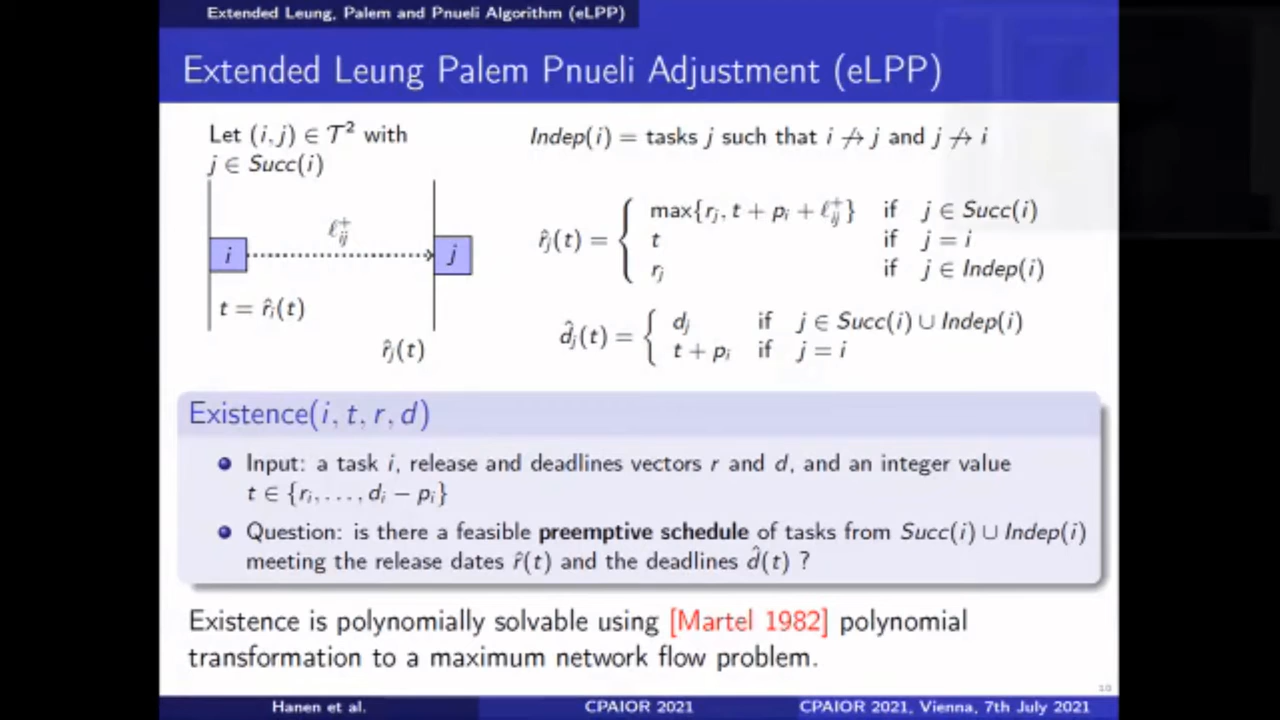 Extended Leung, Palem and Pnueli Algorithm (eLPP)
Extended Leung Palem Pnueli Adjustment (eLPP)
Let (i, j) ∈ 𝒯² with
j ∈ Succ(i)
ℓ⁺ᵢⱼ
i
j
t = r̂ᵢ(t)
r̂ⱼ(t)
Indep(i) = tasks j such that i ↛ j and j ↛ i
r̂ⱼ(t) = { max{rⱼ, t + pᵢ + ℓ⁺ᵢⱼ} if j ∈ Succ(i)
t if j = i
rⱼ if j ∈ Indep(i)
d̂ⱼ(t) = { dⱼ if j ∈ Succ(i) ∪ Indep(i)
t + pᵢ if j = i
Existence(i, t, r, d)
Input: a task i, release and deadlines vectors r and d, and an integer value
t ∈ {rᵢ, . . . , dᵢ − pᵢ}
Question: is there a feasible preemptive schedule of tasks from Succ(i) ∪ Indep(i)
meeting the release dates r̂(t) and the deadlines d̂(t) ?
Existence is polynomially solvable using [Martel 1982] polynomial
transformation to a maximum network flow problem.
10
Hanen et al. CPAIOR 2021 CPAIOR 2021, Vienna, 7th July 2021